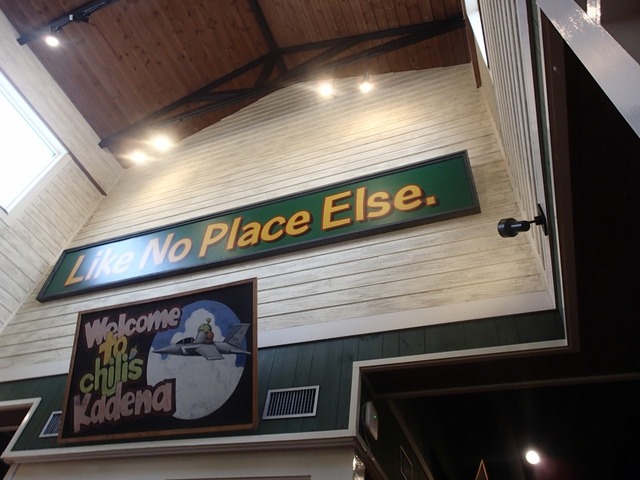 Like No Place Else.
Welcome
to
chili's
Kadena